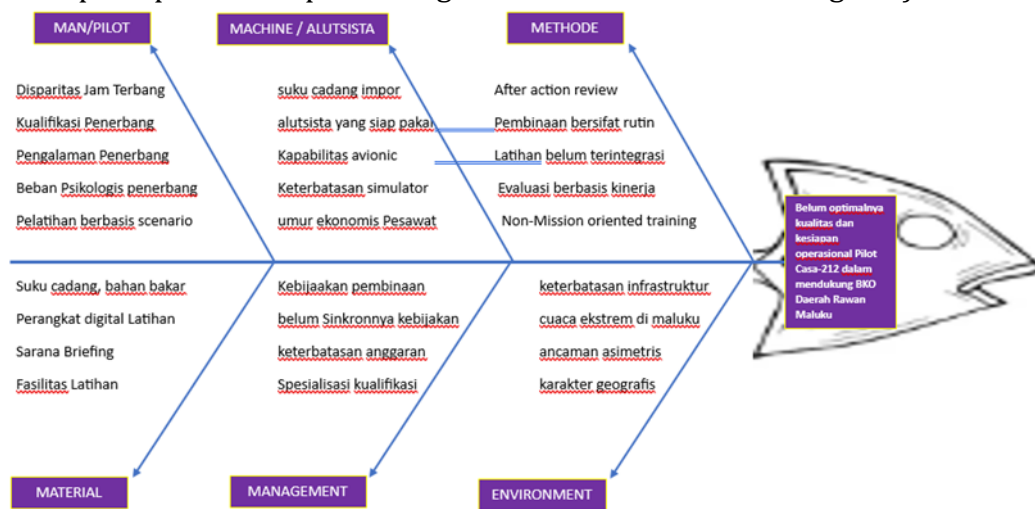 MAN/PILOT
MACHINE / ALUTSISTA
METHODE
Disparitas Jam Terbang
Kualifikasi Penerbang
Pengalaman Penerbang
Beban Psikologis penerbang
Pelatihan berbasis scenario
suku cadang impor
alutsista yang siap pakai
Kapabilitas avionic
Keterbatasan simulator
umur ekonomis Pesawat
After action review
Pembinaan bersifat rutin
Latihan belum terintegrasi
Evaluasi berbasis kinerja
Non-Mission oriented training
Belum optimalnya
kualitas dan
kesiapan
operasional Pilot
Casa-212 dalam
mendukung BKO
Daerah Rawan
Maluku
Suku cadang, bahan bakar
Perangkat digital Latihan
Sarana Briefing
Fasilitas Latihan
Kebijaakan pembinaan
belum Sinkronnya kebijakan
keterbatasan anggaran
Spesialisasi kualifikasi
keterbatasan infrastruktur
cuaca ekstrem di maluku
ancaman asimetris
karakter geografis
MATERIAL
MANAGEMENT
ENVIRONMENT